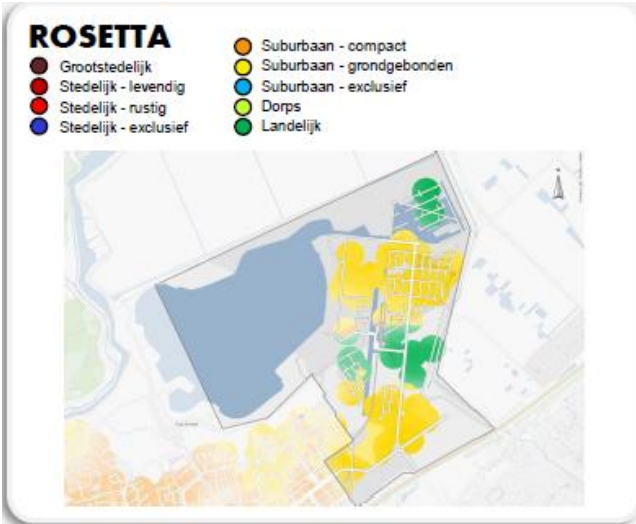 ROSETTA
Grootstedelijk
Stedelijk - levendig
Stedelijk - rustig
Stedelijk - exclusief
Suburbaan - compact
Suburbaan - grondgebonden
Suburbaan - exclusief
Dorps
Landelijk